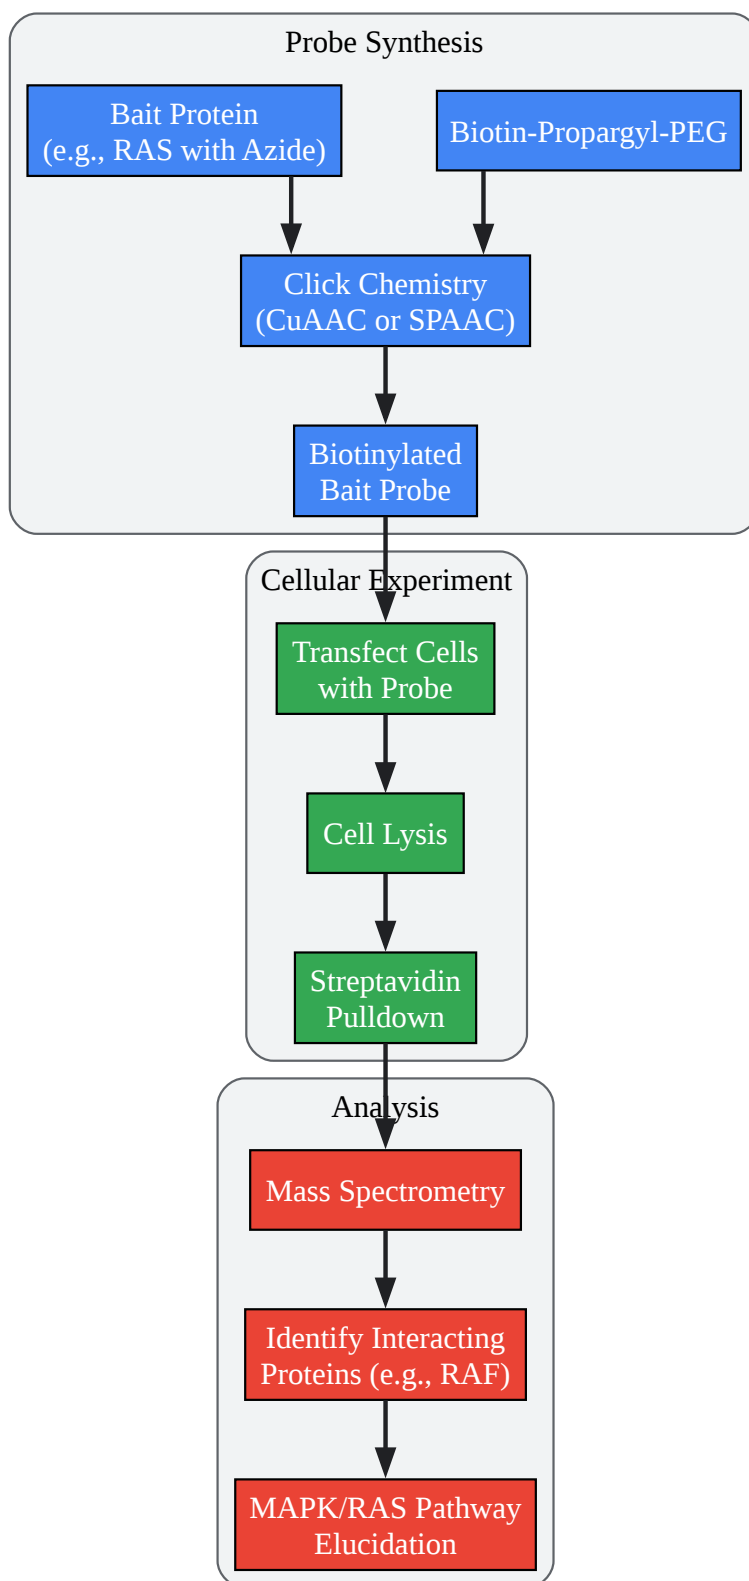 Probe Synthesis
Bait Protein
(e.g., RAS with Azide)
Biotin-Propargyl-PEG
Click Chemistry
(CuAAC or SPAAC)
Biotinylated
Bait Probe
Cellular Experiment
Transfect Cells
with Probe
Cell Lysis
Streptavidin
Pulldown
Analysis
Mass Spectrometry
Identify Interacting
Proteins (e.g., RAF)
MAPK/RAS Pathway
Elucidation